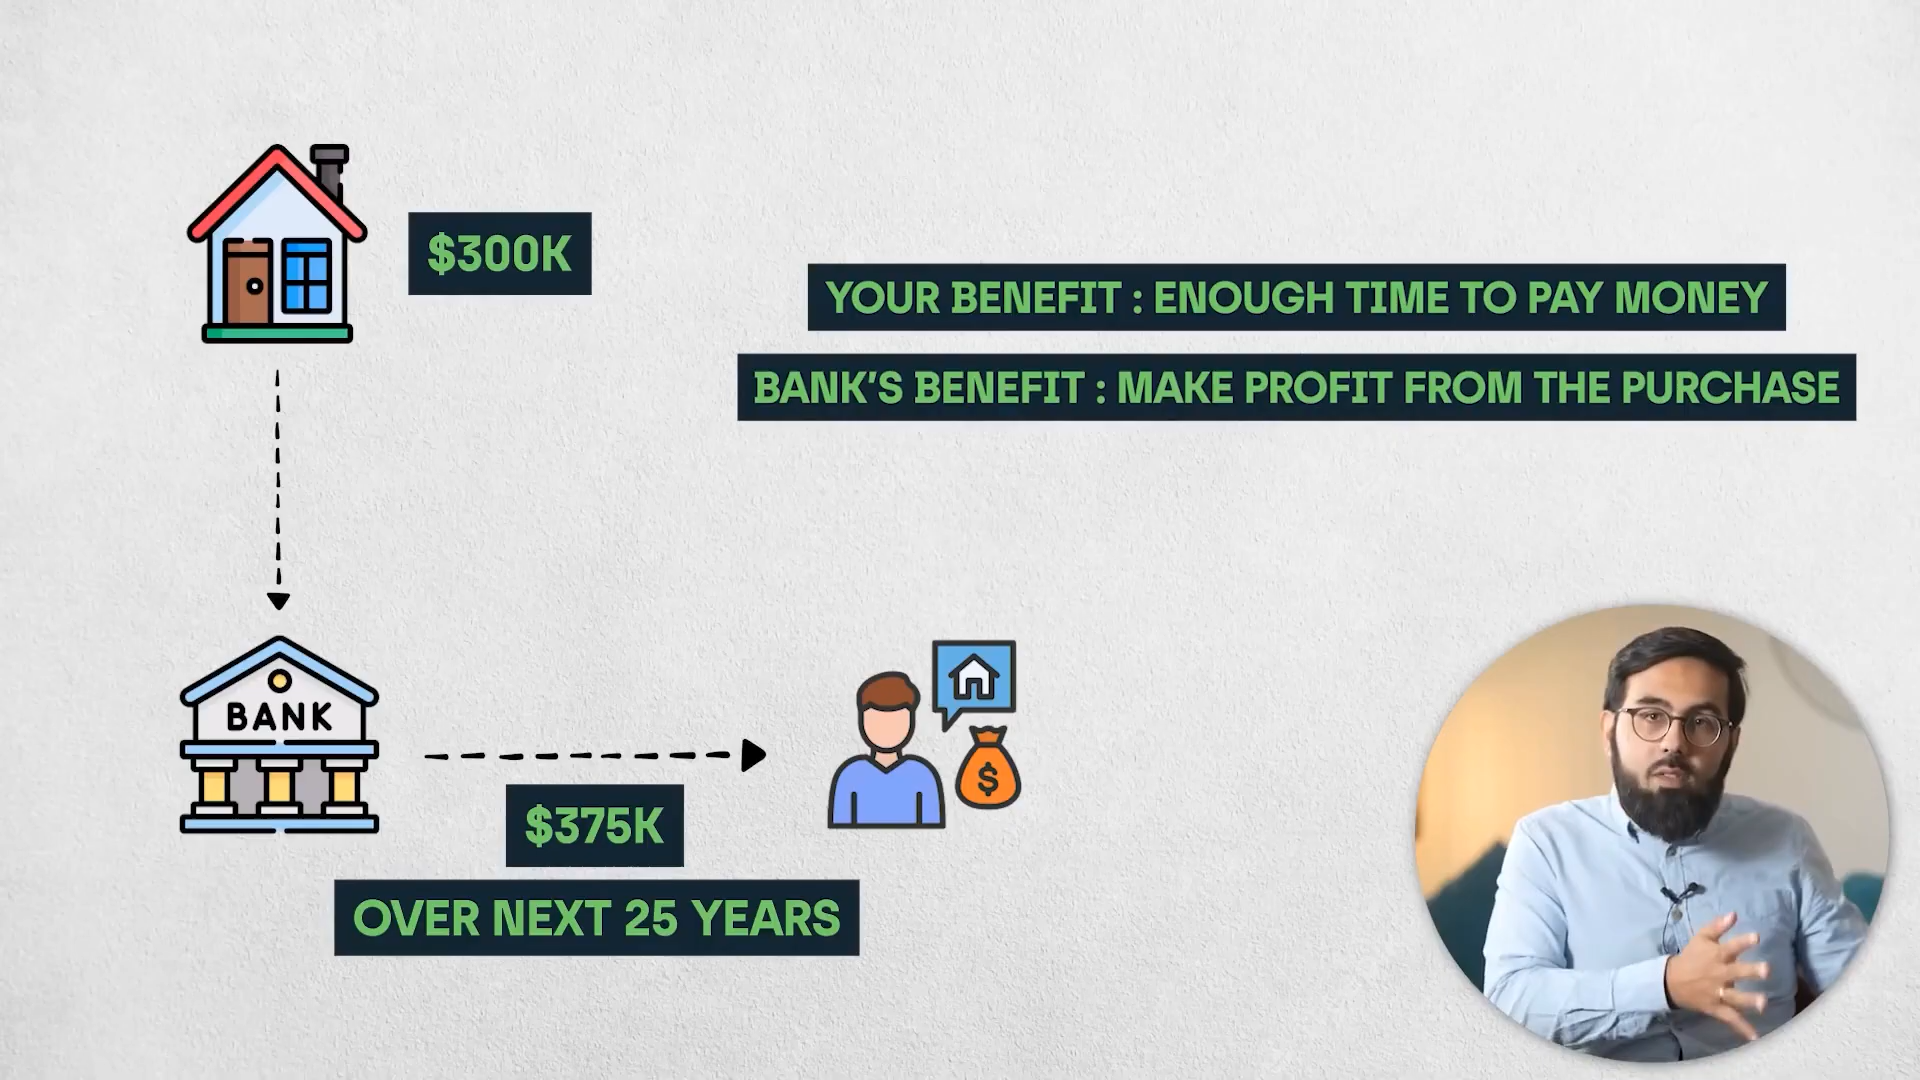 $300K
YOUR BENEFIT : ENOUGH TIME TO PAY MONEY
BANK'S BENEFIT : MAKE PROFIT FROM THE PURCHASE
BANK
$
$375K
OVER NEXT 25 YEARS